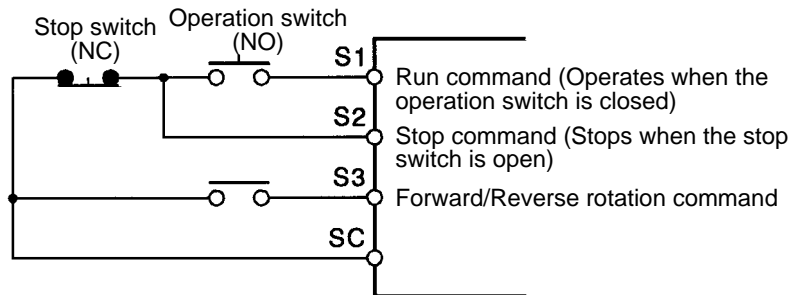 Stop switch
(NC)
Operation switch
(NO)
S1
Run command (Operates when the
operation switch is closed)
S2
Stop command (Stops when the stop
switch is open)
S3
Forward/Reverse rotation command
SC